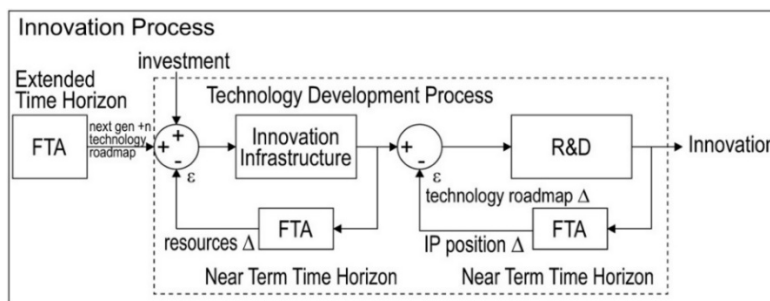 Innovation Process
investment
Extended
Time Horizon
Technology Development Process
FTA
next gen +n
technology
roadmap
+
+
-
ε
Innovation
Infrastructure
+
-
ε
R&D
Innovation
technology roadmap Δ
resources Δ
FTA
IP position Δ
FTA
Near Term Time Horizon
Near Term Time Horizon